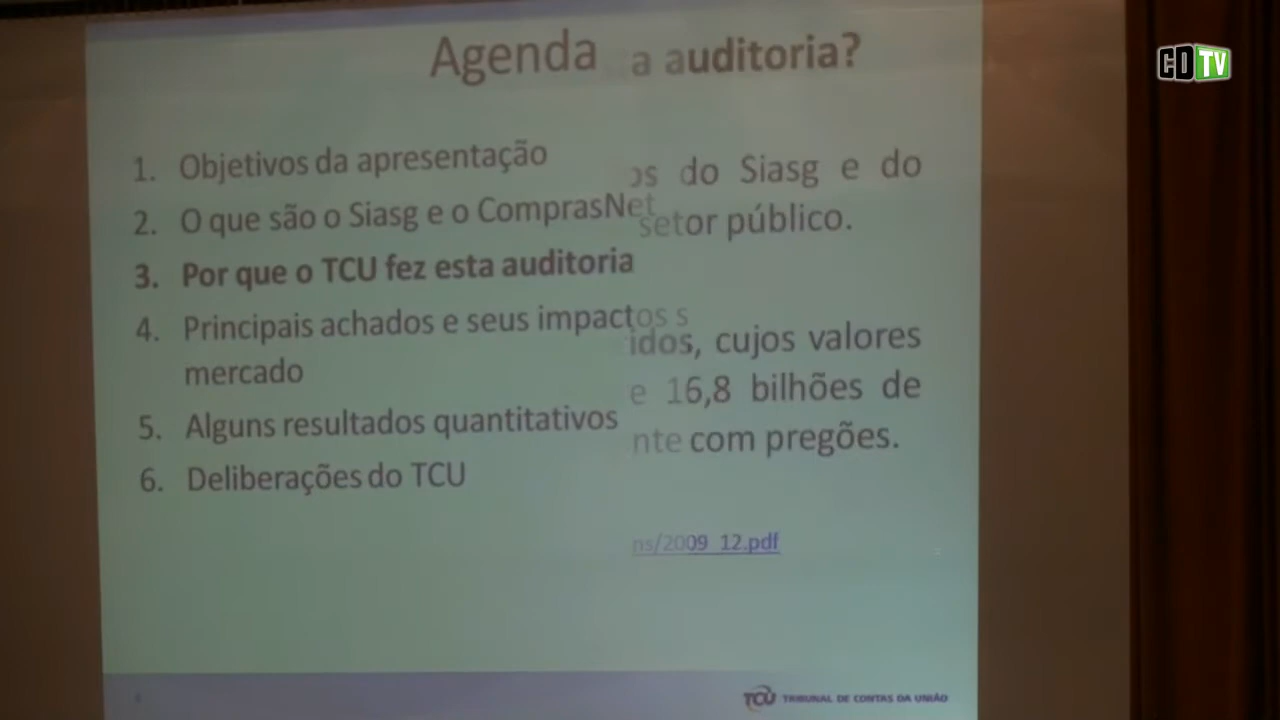 CDTV
Agenda a auditoria?
1. Objetivos da apresentação
os do Siasg e do
2. O que são o Siasg e o ComprasNet
setor público.
3. Por que o TCU fez esta auditoria
4. Principais achados e seus impactos s
mercado
idos, cujos valores
e 16,8 bilhões de
5. Alguns resultados quantitativos
nte com pregões.
6. Deliberações do TCU
ns/2009_12.pdf
TCU TRIBUNAL DE CONTAS DA UNIÃO